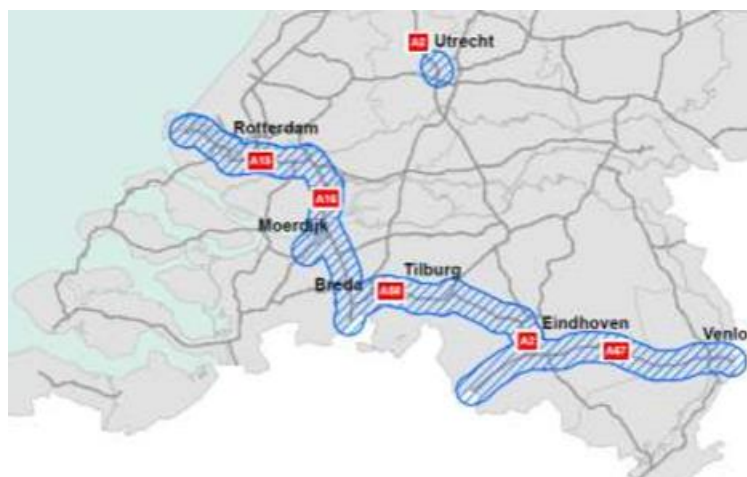 A2 Utrecht
Rotterdam
A15
A16
Moerdijk
Tilburg
Breda
A58
Eindhoven
A2
A67
Venlo